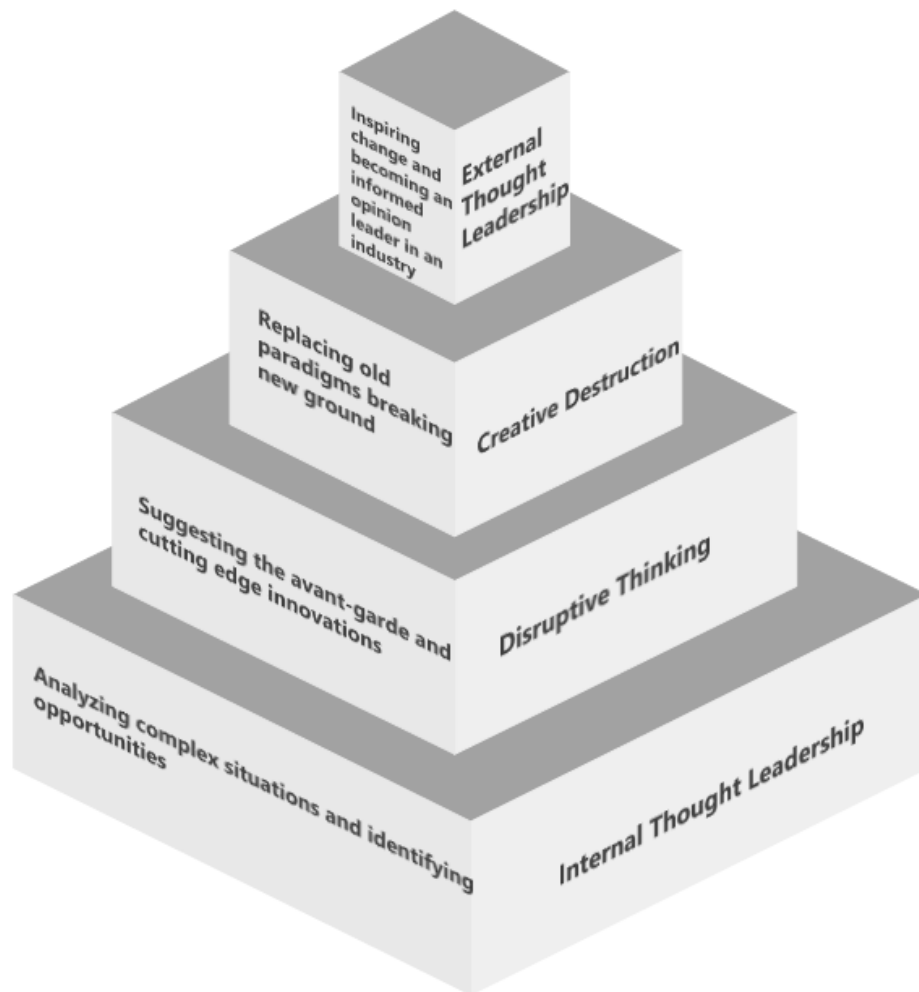 Inspiring
change and
becoming an
informed
opinion
leader in an
industry
External
Thought
Leadership
Replacing old
paradigms breaking
new ground
Creative Destruction
Suggesting the avant-garde and
cutting edge innovations
Disruptive Thinking
Analyzing complex situations and identifying
opportunities
Internal Thought Leadership